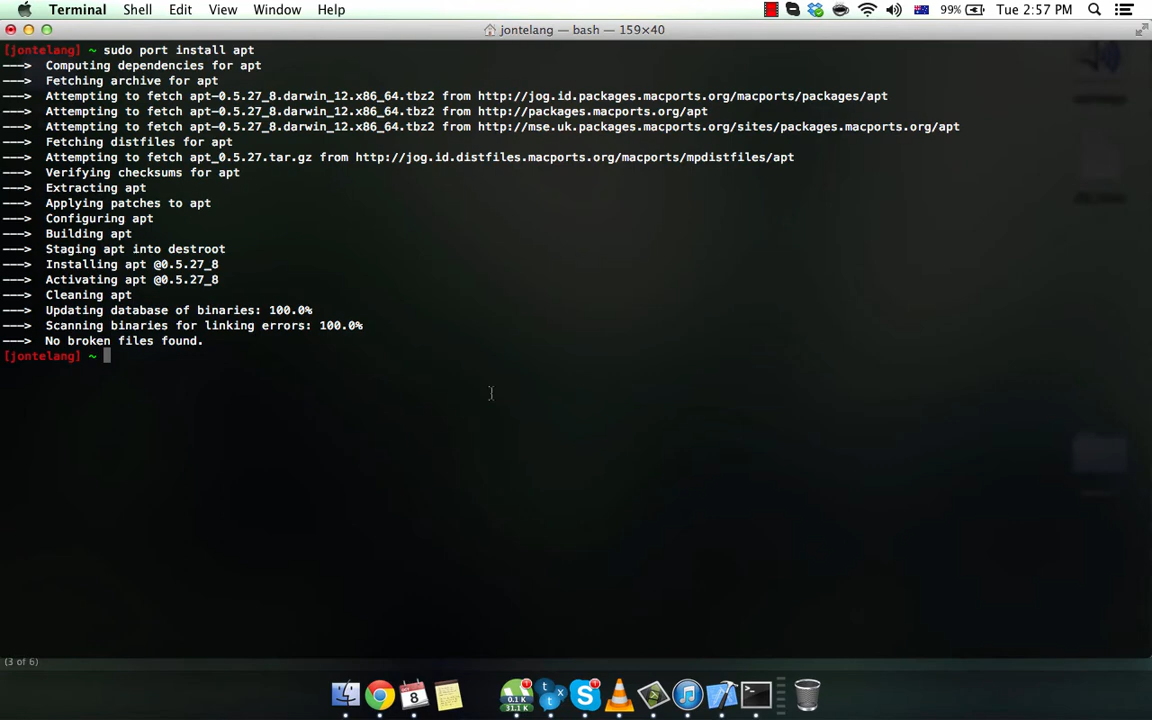 Terminal Shell Edit View Window Help 99% Tue 2:57 PM
jontelang — bash — 159×40
[jontelang] ~ sudo port install apt
---> Computing dependencies for apt
---> Fetching archive for apt
---> Attempting to fetch apt-0.5.27_8.darwin_12.x86_64.tbz2 from http://jog.id.packages.macports.org/macports/packages/apt
---> Attempting to fetch apt-0.5.27_8.darwin_12.x86_64.tbz2 from http://packages.macports.org/apt
---> Attempting to fetch apt-0.5.27_8.darwin_12.x86_64.tbz2 from http://mse.uk.packages.macports.org/sites/packages.macports.org/apt
---> Fetching distfiles for apt
---> Attempting to fetch apt_0.5.27.tar.gz from http://jog.id.distfiles.macports.org/macports/mpdistfiles/apt
---> Verifying checksums for apt
---> Extracting apt
---> Applying patches to apt
---> Configuring apt
---> Building apt
---> Staging apt into destroot
---> Installing apt @0.5.27_8
---> Activating apt @0.5.27_8
---> Cleaning apt
---> Updating database of binaries: 100.0%
---> Scanning binaries for linking errors: 100.0%
---> No broken files found.
[jontelang] ~
(3 of 6)
8
0.1 K
31.1 K